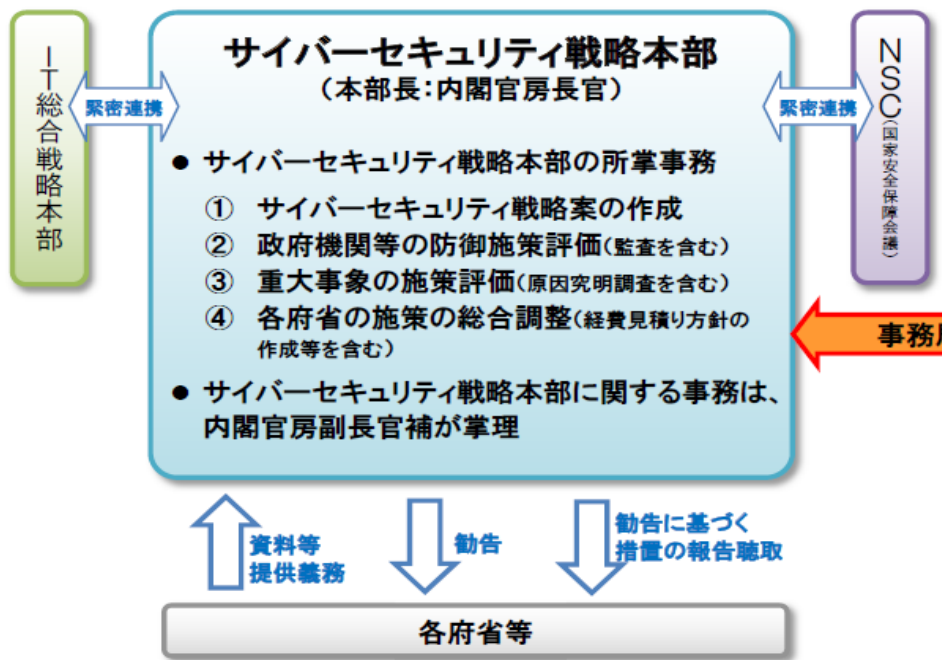 サイバーセキュリティ戦略本部
（本部長：内閣官房長官）
IT総合戦略本部
緊密連携
緊密連携
NSC（国家安全保障会議）
● サイバーセキュリティ戦略本部の所掌事務
① サイバーセキュリティ戦略案の作成
② 政府機関等の防御施策評価（監査を含む）
③ 重大事象の施策評価（原因究明調査を含む）
④ 各府省の施策の総合調整（経費見積り方針の
作成等を含む）
事務
● サイバーセキュリティ戦略本部に関する事務は、
内閣官房副長官補が掌理
資料等
提供義務
勧告
勧告に基づく
措置の報告聴取
各府省等